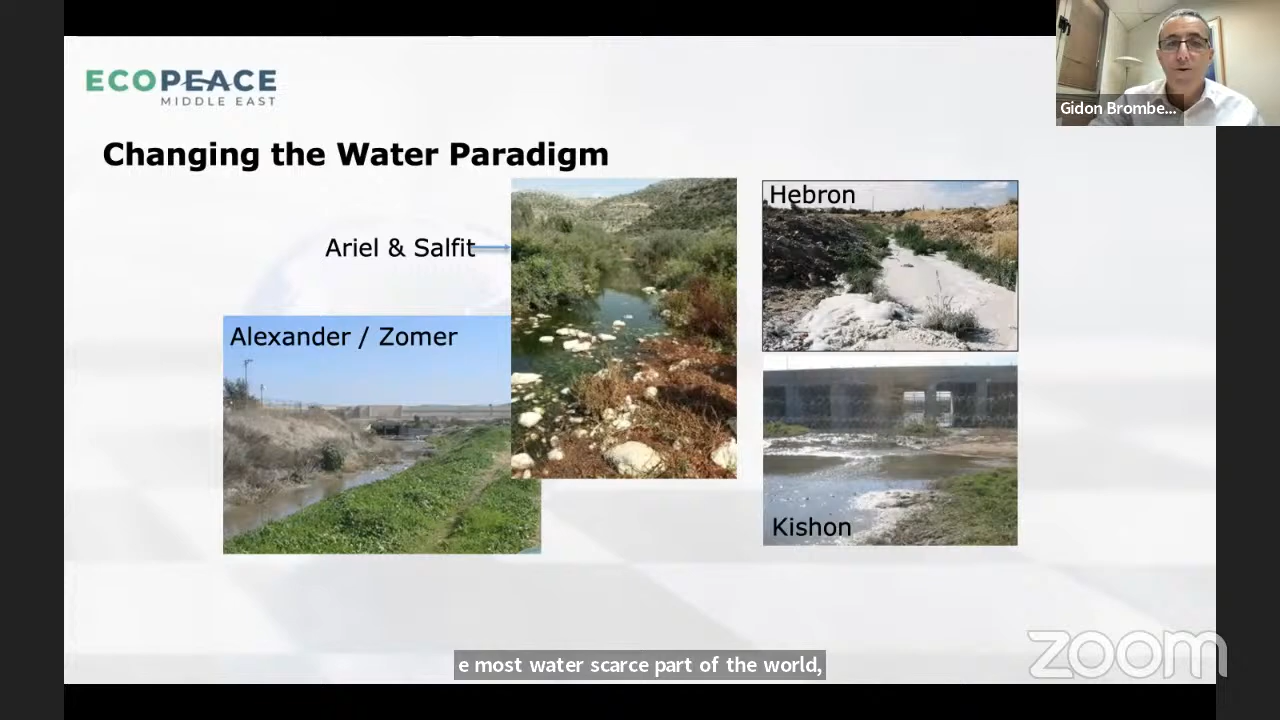 ECOPEACE
MIDDLE EAST
Gidon Brombe...
Changing the Water Paradigm
Ariel & Salfit
Hebron
Alexander / Zomer
Kishon
e most water scarce part of the world,
zoom